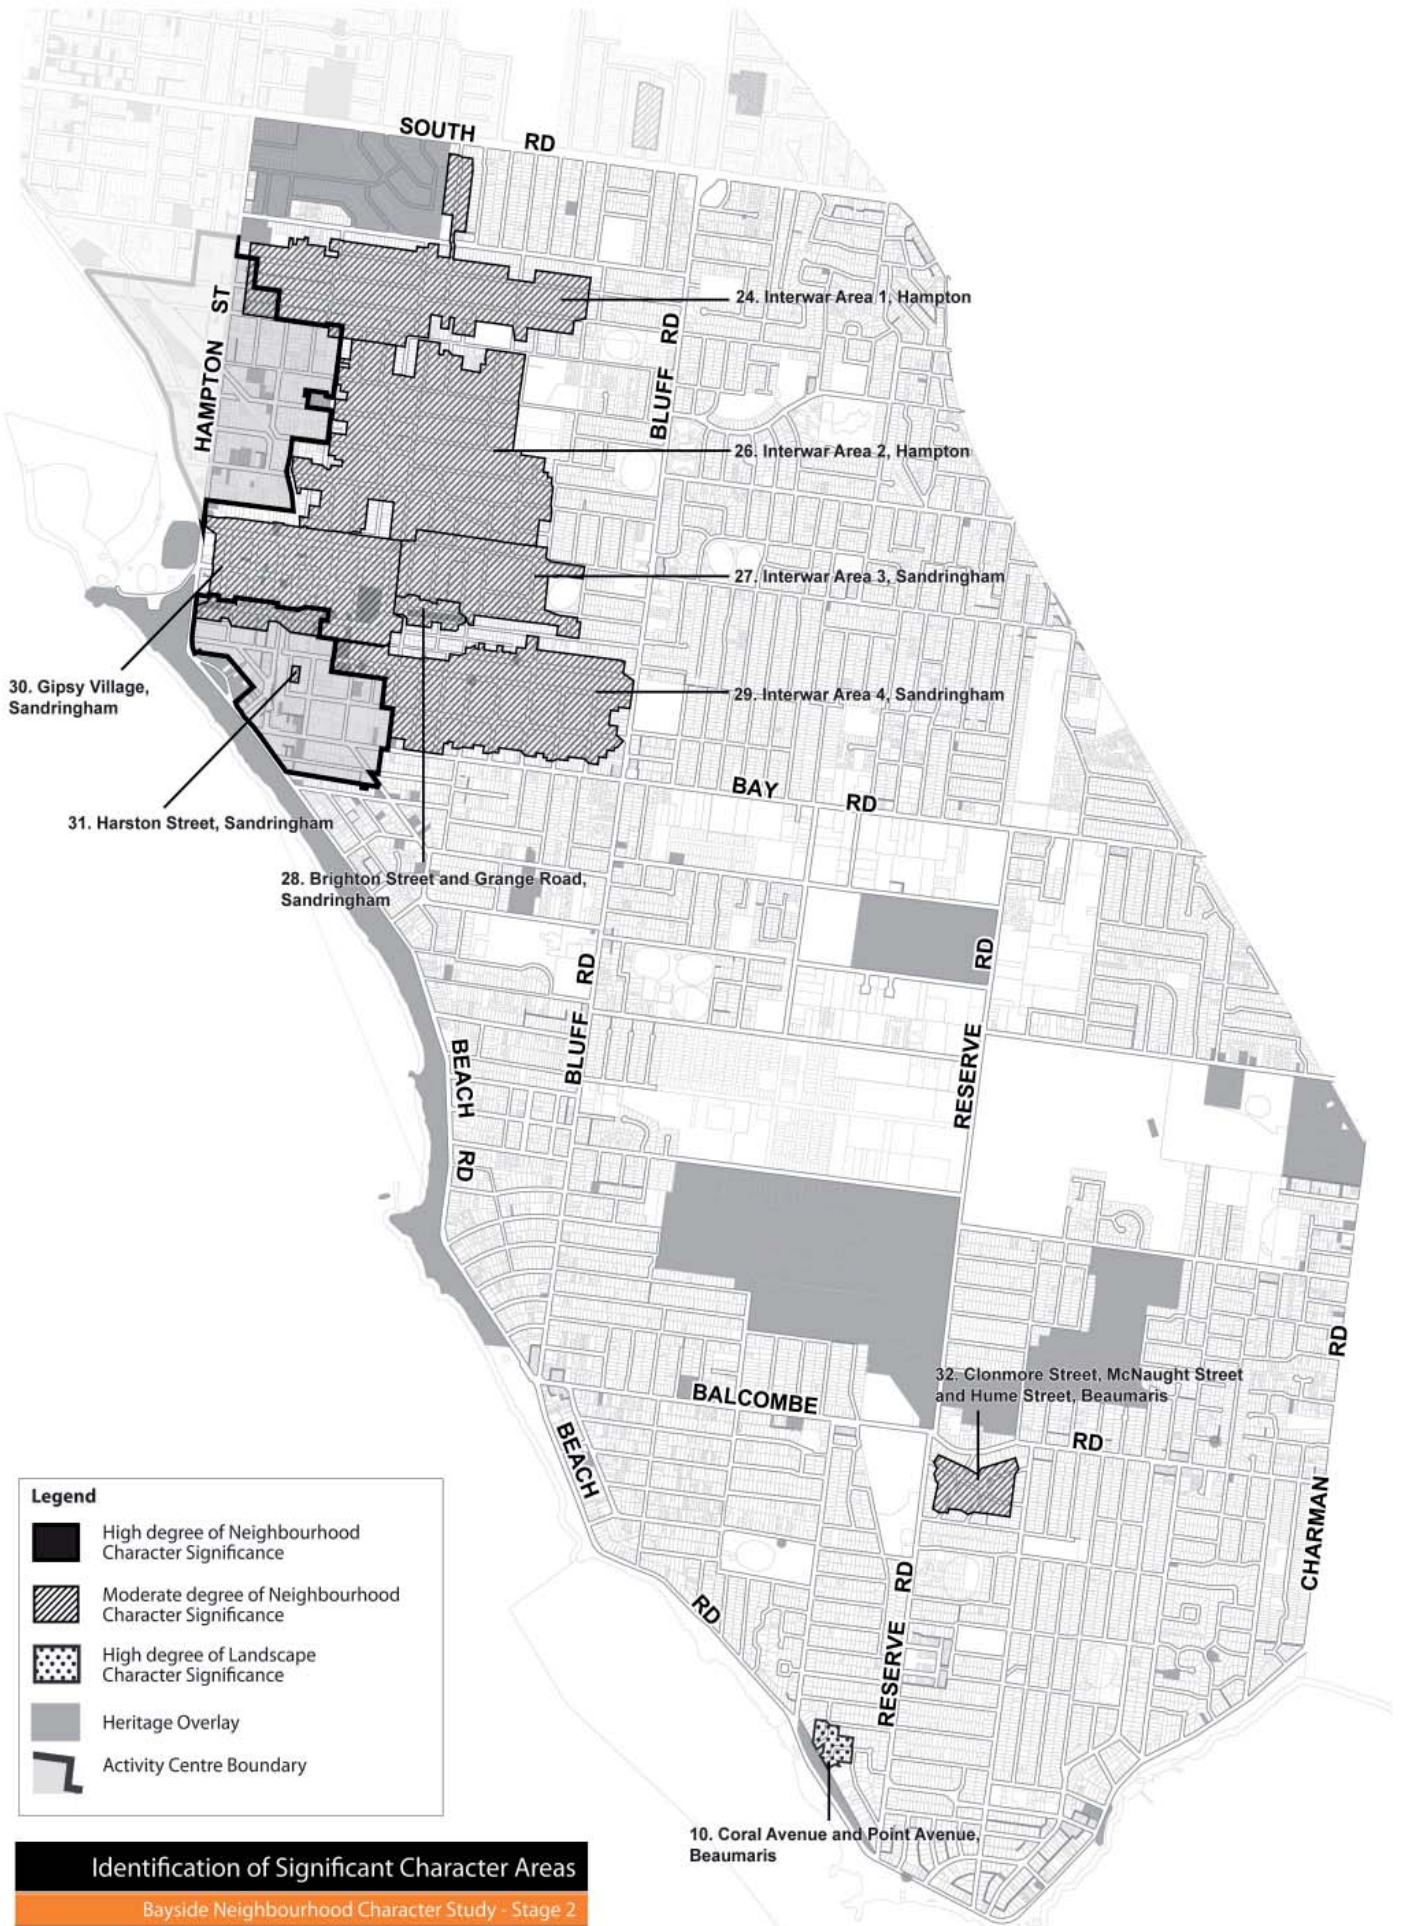 SOUTH RD
24. Interwar Area 1, Hampton
HAMPTON ST
BLUFF RD
26. Interwar Area 2, Hampton
27. Interwar Area 3, Sandringham
30. Gipsy Village,
Sandringham
29. Interwar Area 4, Sandringham
BAY RD
31. Harston Street, Sandringham
28. Brighton Street and Grange Road,
Sandringham
BLUFF RD
RESERVE RD
BEACH RD
32. Clonmore Street, McNaught Street
and Hume Street, Beaumaris
BALCOMBE RD
BEACH RD
CHARMAN RD
RESERVE RD
10. Coral Avenue and Point Avenue,
Beaumaris
Legend
High degree of Neighbourhood
Character Significance
Moderate degree of Neighbourhood
Character Significance
High degree of Landscape
Character Significance
Heritage Overlay
Activity Centre Boundary
Identification of Significant Character Areas
Bayside Neighbourhood Character Study - Stage 2